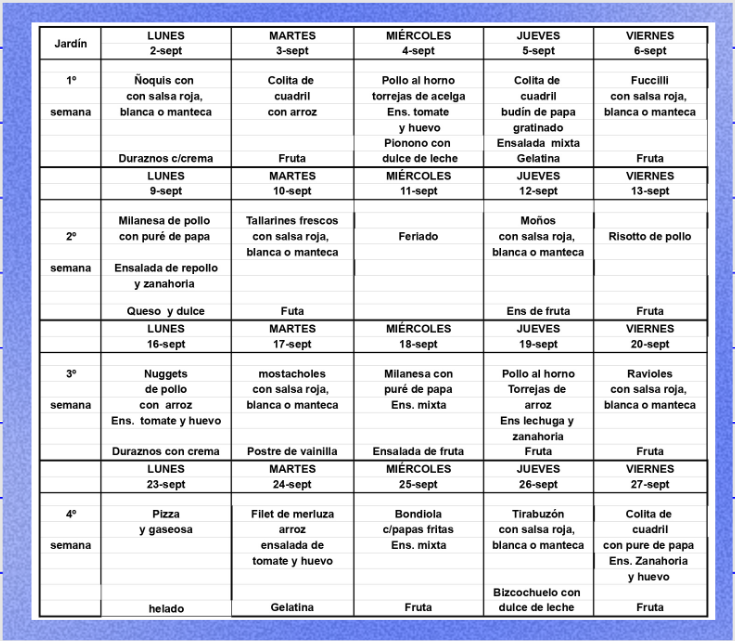 Jardín
LUNES MARTES MIÉRCOLES JUEVES VIERNES
2-sept 3-sept 4-sept 5-sept 6-sept
1º Ñoquis con Colita de Pollo al horno Colita de Fuccilli
con salsa roja, cuadril torrejas de acelga cuadril con salsa roja,
semana blanca o manteca con arroz Ens. tomate budín de papa blanca o manteca
y huevo gratinado
Pionono con Ensalada mixta
Duraznos c/crema Fruta dulce de leche Gelatina Fruta
LUNES MARTES MIÉRCOLES JUEVES VIERNES
9-sept 10-sept 11-sept 12-sept 13-sept
Milanesa de pollo Tallarines frescos Moños
2º con puré de papa con salsa roja, Feriado con salsa roja, Risotto de pollo
blanca o manteca blanca o manteca
semana Ensalada de repollo
y zanahoria
Queso y dulce Futa Ens de fruta Fruta
LUNES MARTES MIÉRCOLES JUEVES VIERNES
16-sept 17-sept 18-sept 19-sept 20-sept
3º Nuggets mostacholes Milanesa con Pollo al horno Ravioles
de pollo con salsa roja, puré de papa Torrejas de con salsa roja,
semana con arroz blanca o manteca Ens. mixta arroz blanca o manteca
Ens. tomate y huevo Ens lechuga y
zanahoria
Duraznos con crema Postre de vainilla Ensalada de fruta Fruta Fruta
LUNES MARTES MIÉRCOLES JUEVES VIERNES
23-sept 24-sept 25-sept 26-sept 27-sept
4º Pizza Filet de merluza Bondiola Tirabuzón Colita de
y gaseosa arroz c/papas fritas con salsa roja, cuadril
semana ensalada de Ens. mixta blanca o manteca con pure de papa
tomate y huevo Ens. Zanahoria
y huevo
Bizcochuelo con
helado Gelatina Fruta dulce de leche Fruta